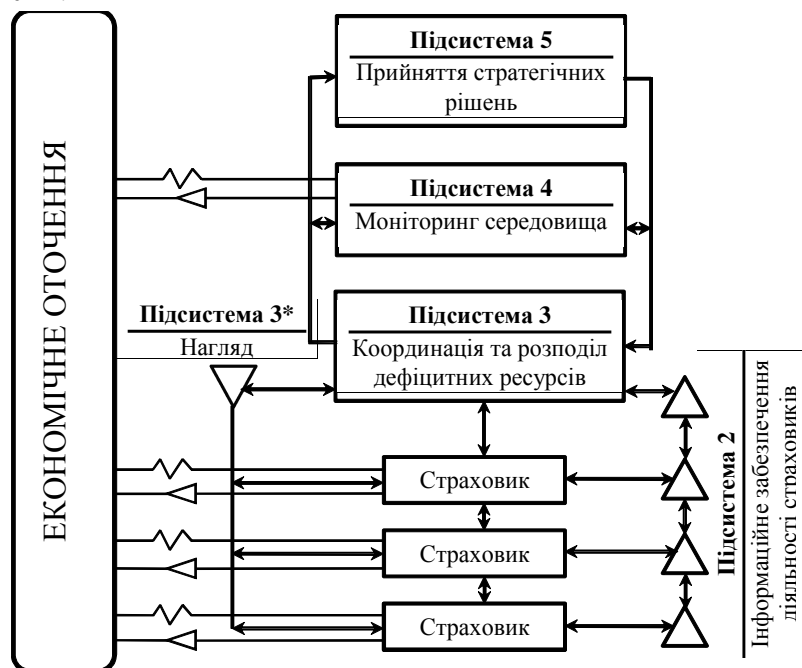 ЕКОНОМІЧНЕ ОТОЧЕННЯ
Підсистема 5
Прийняття стратегічних
рішень
Підсистема 4
Моніторинг середовища
Підсистема 3*
Нагляд
Підсистема 3
Координація та розподіл
дефіцитних ресурсів
Страховик
Страховик
Страховик
Підсистема 2
Інформаційне забезпечення
діяльності страховиків